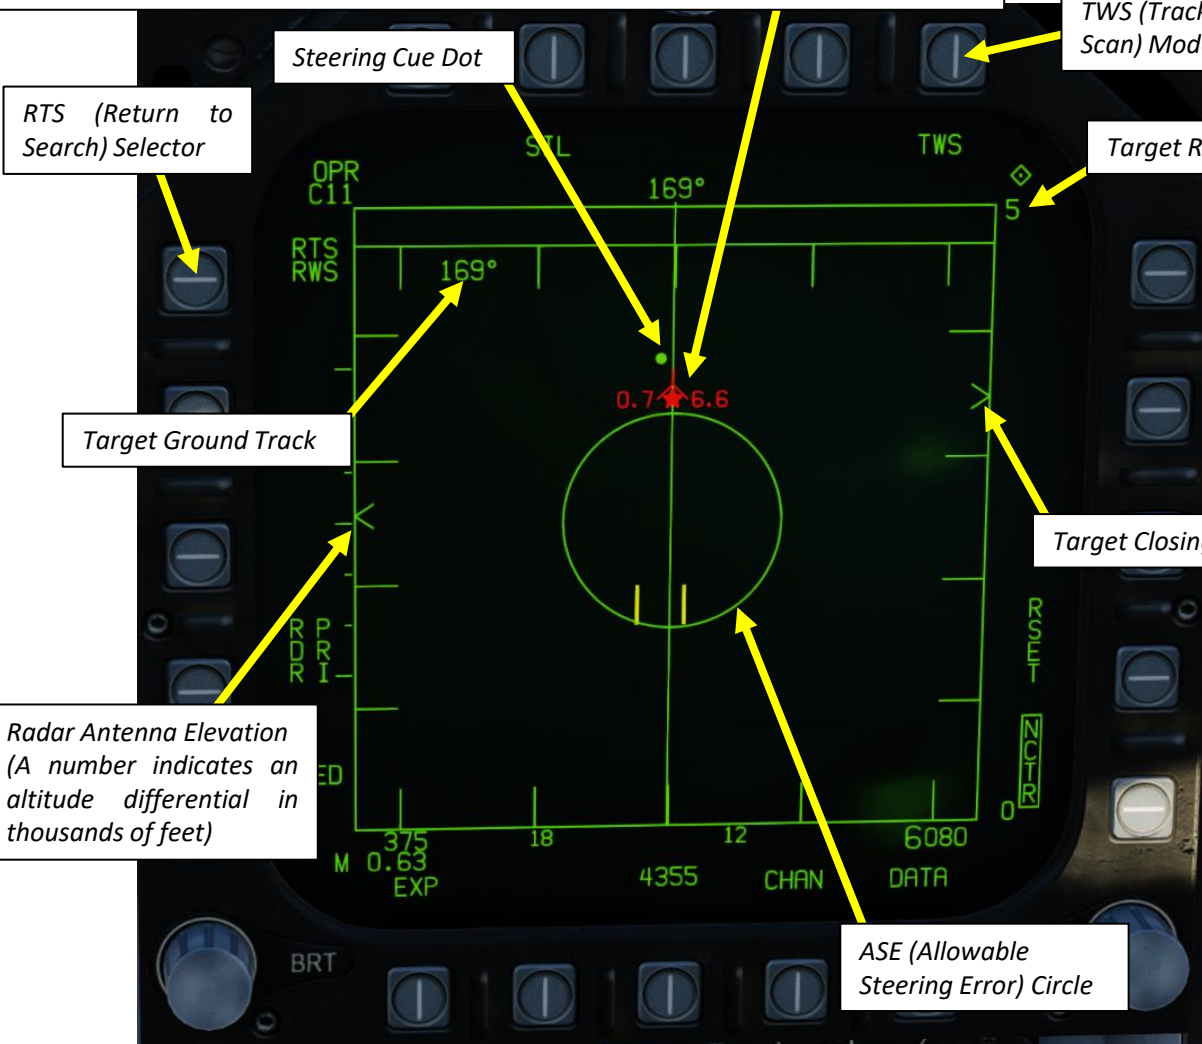 TWS (Track
Scan) Mod
Steering Cue Dot
RTS (Return to
Search) Selector
TWS
Target R
OPR
C11
169°
5
RTS
RWS
169°
0.7 6.6
Target Ground Track
Target Closin
RSET
R P
D R
R I
Radar Antenna Elevation
(A number indicates an
altitude differential in
thousands of feet)
ED
NCTR
0
375 18 12 6080
M 0.63
EXP 4355 CHAN DATA
BRT
ASE (Allowable
Steering Error) Circle